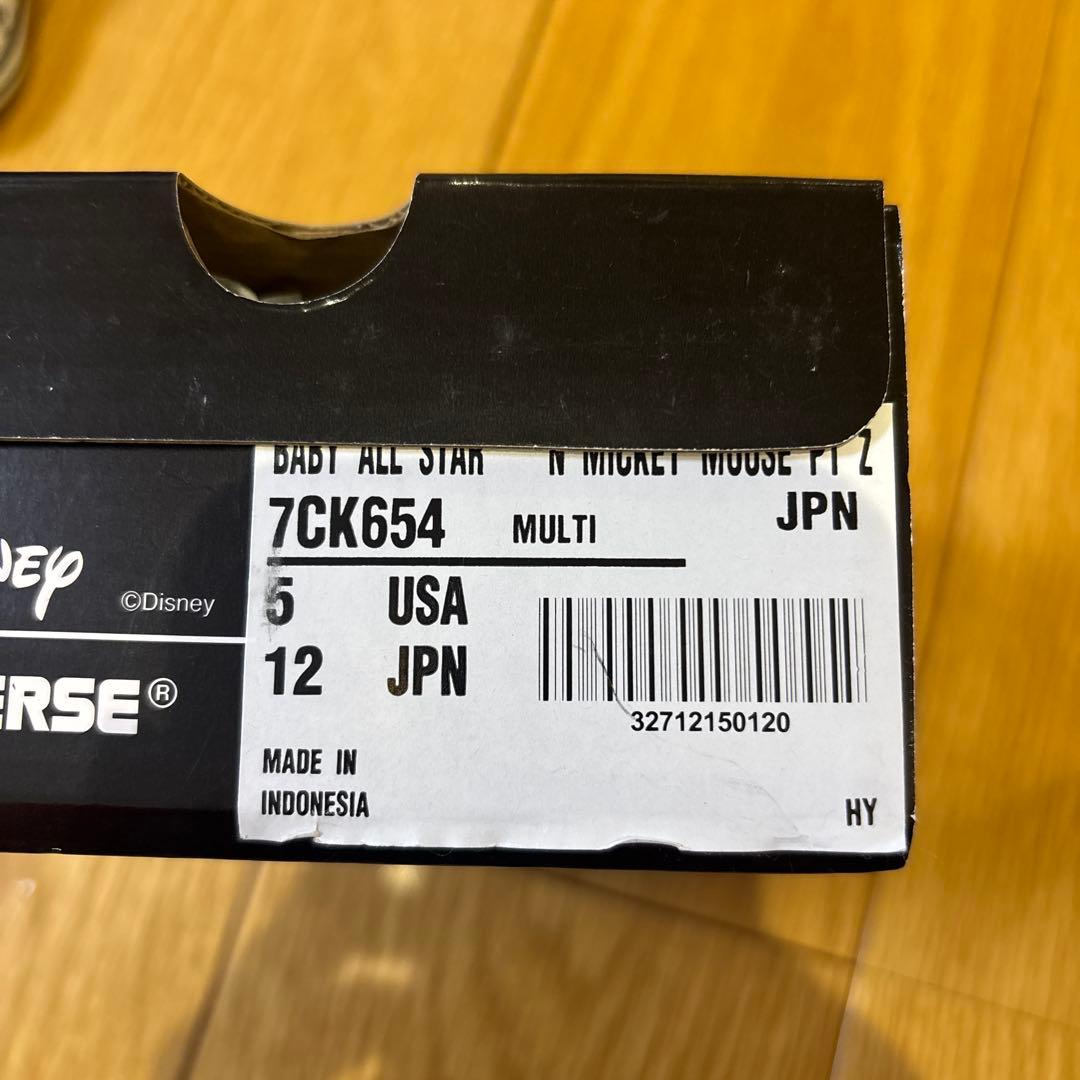 BABY ALL STAR N MICKEY MOUSE PT Z
7CK654 MULTI JPN
5 USA
12 JPN
32712150120
MADE IN
INDONESIA
HY
©Disney
®